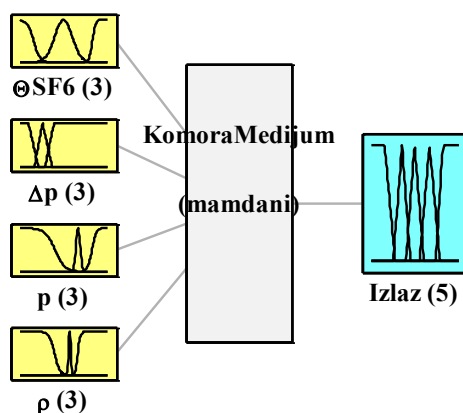 ΘSF6 (3)
Δp (3)
p (3)
ρ (3)
KomoraMedijum
(mamdani)
Izlaz (5)